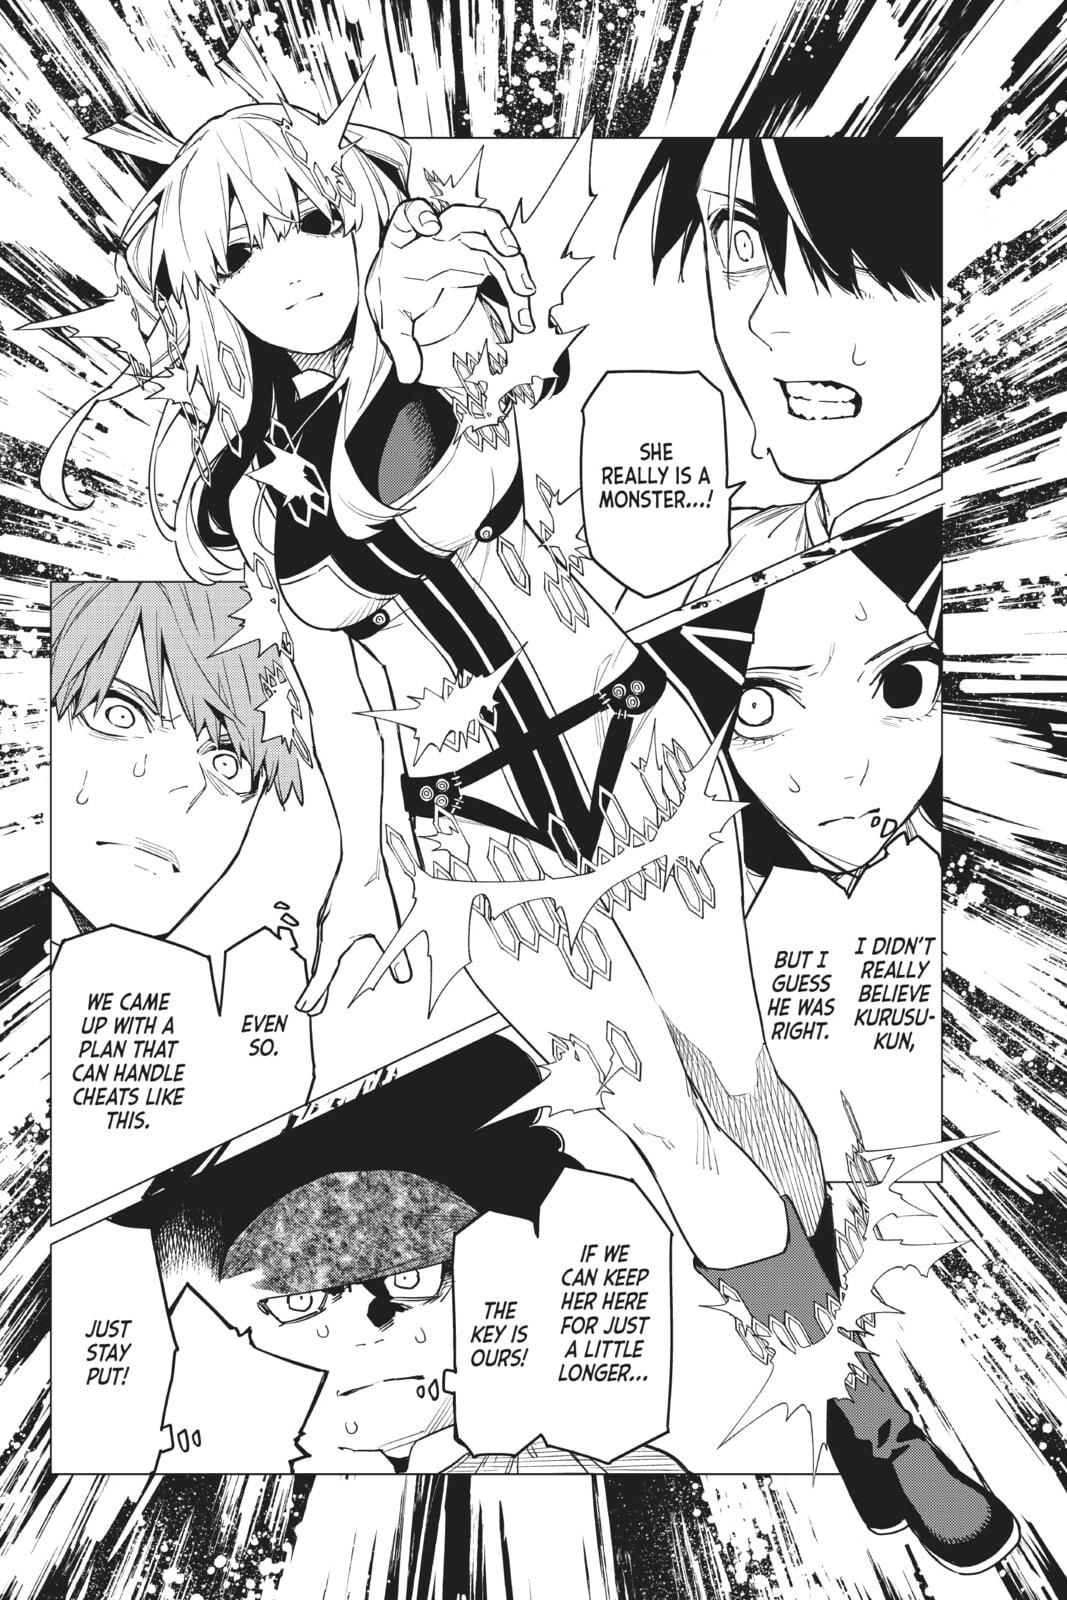 SHE
REALLY IS A
MONSTER...!
I DIDN'T
REALLY
BELIEVE
KURUSU-
KUN,
BUT I
GUESS
HE WAS
RIGHT.
EVEN
SO.
WE CAME
UP WITH A
PLAN THAT
CAN HANDLE
CHEATS LIKE
THIS.
IF WE
CAN KEEP
HER HERE
FOR JUST
A LITTLE
LONGER...
THE
KEY IS
OURS!
JUST
STAY
PUT!